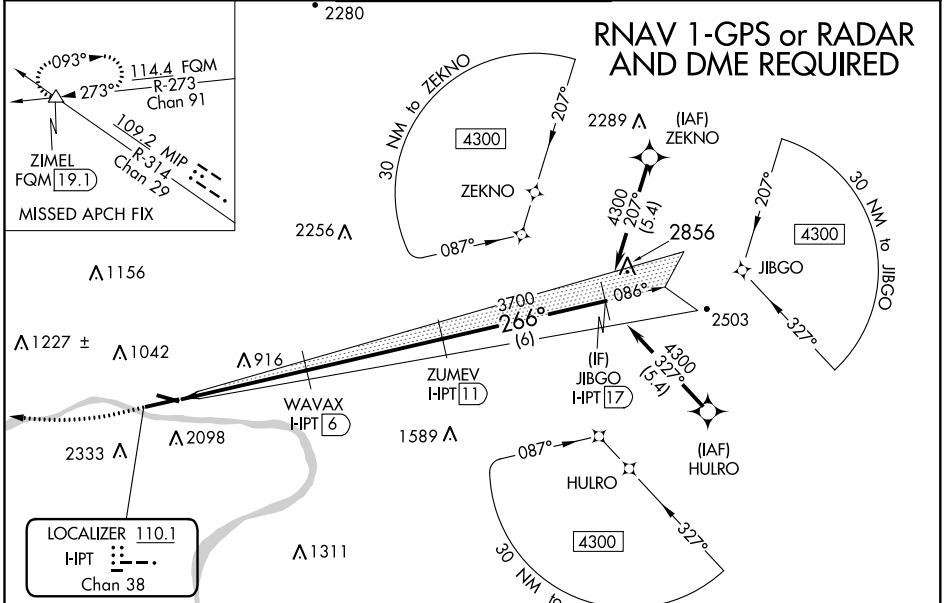 2280
RNAV 1-GPS or RADAR
AND DME REQUIRED
093°
273°
114.4 FQM
R-273
Chan 91
109.2 MIP
R-314
Chan 29
ZIMEL
FQM 19.1
MISSED APCH FIX
30 NM to ZEKNO
4300
207°
ZEKNO
087°
2289
(IAF)
ZEKNO
4300
207°
(5.4)
2856
207°
30 NM to JIBGO
4300
JIBGO
327°
2256
1156
1227 ±
1042
916
3700
266°
(6)
086°
2503
(IF)
JIBGO
I-IPT 17
ZUMEV
I-IPT 11
WAVAX
I-IPT 6
4300
327°
(5.4)
(IAF)
HULRO
2333
2098
1589
087°
HULRO
327°
4300
30 NM to
1311
LOCALIZER 110.1
I-IPT
Chan 38